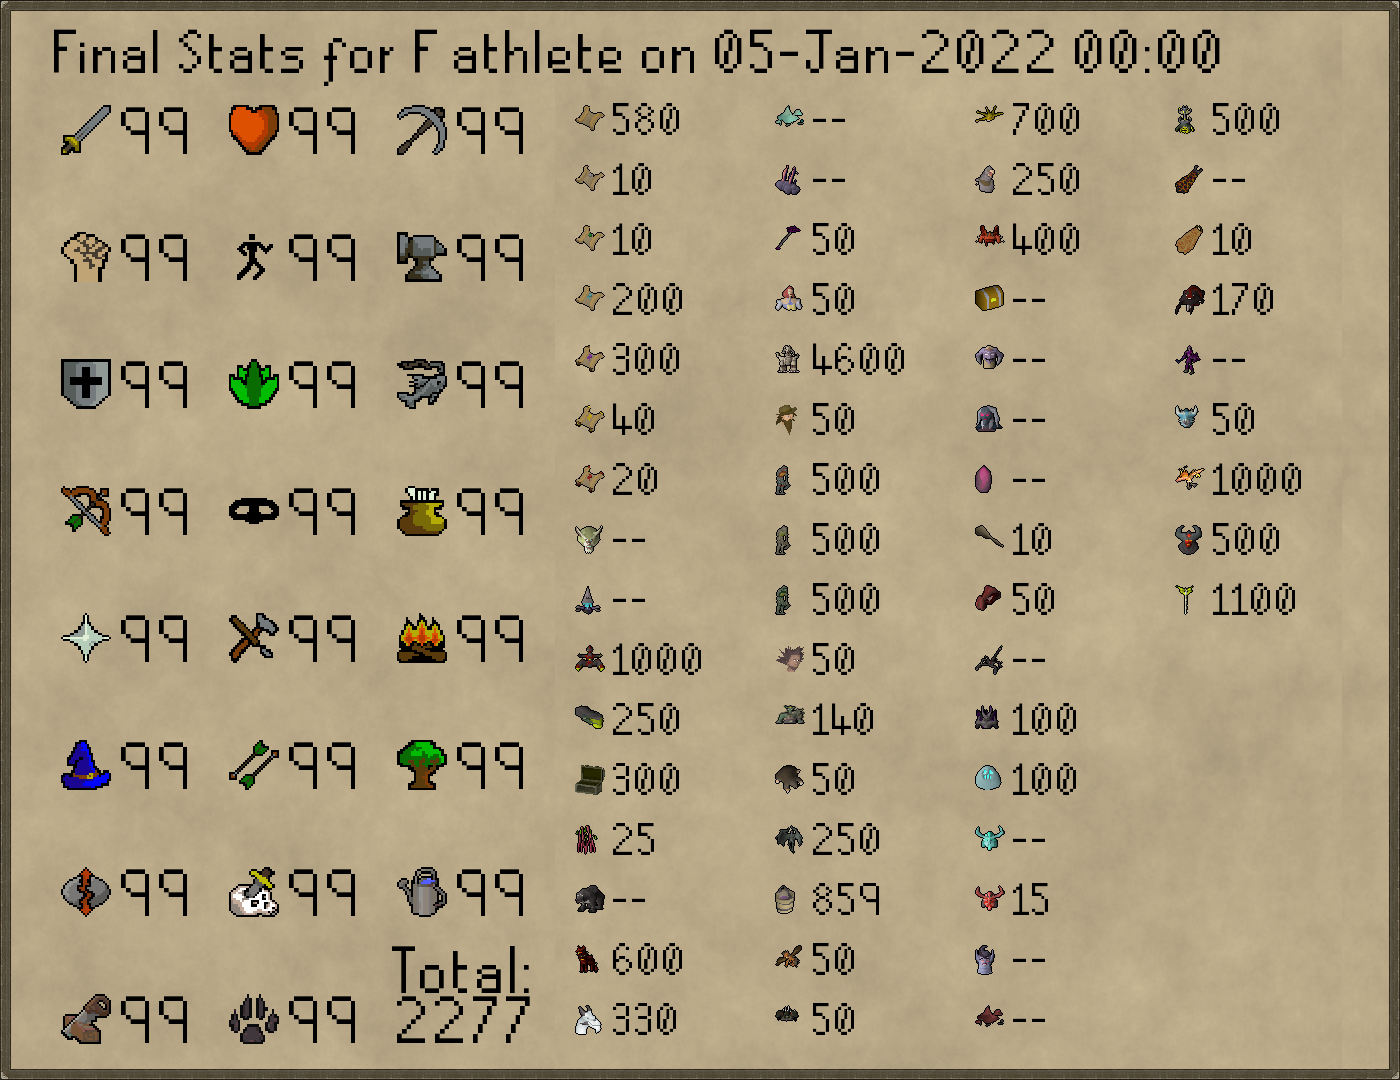 Final Stats for F athlete on 05-Jan-2022 00:00
99 99 99 580 -- 700 500
10 -- 250 --
99 99 99 10 50 400 10
200 50 -- 170
99 99 99 300 4600 -- --
40 50 -- 50
99 99 99 20 500 -- 1000
-- 500 10 500
99 99 99 -- 500 50 1100
1000 50 --
99 99 99 250 140 100
300 50 100
25 250 --
99 99 99 -- 859 15
Total: 600 50 --
99 99 2277 330 50 --